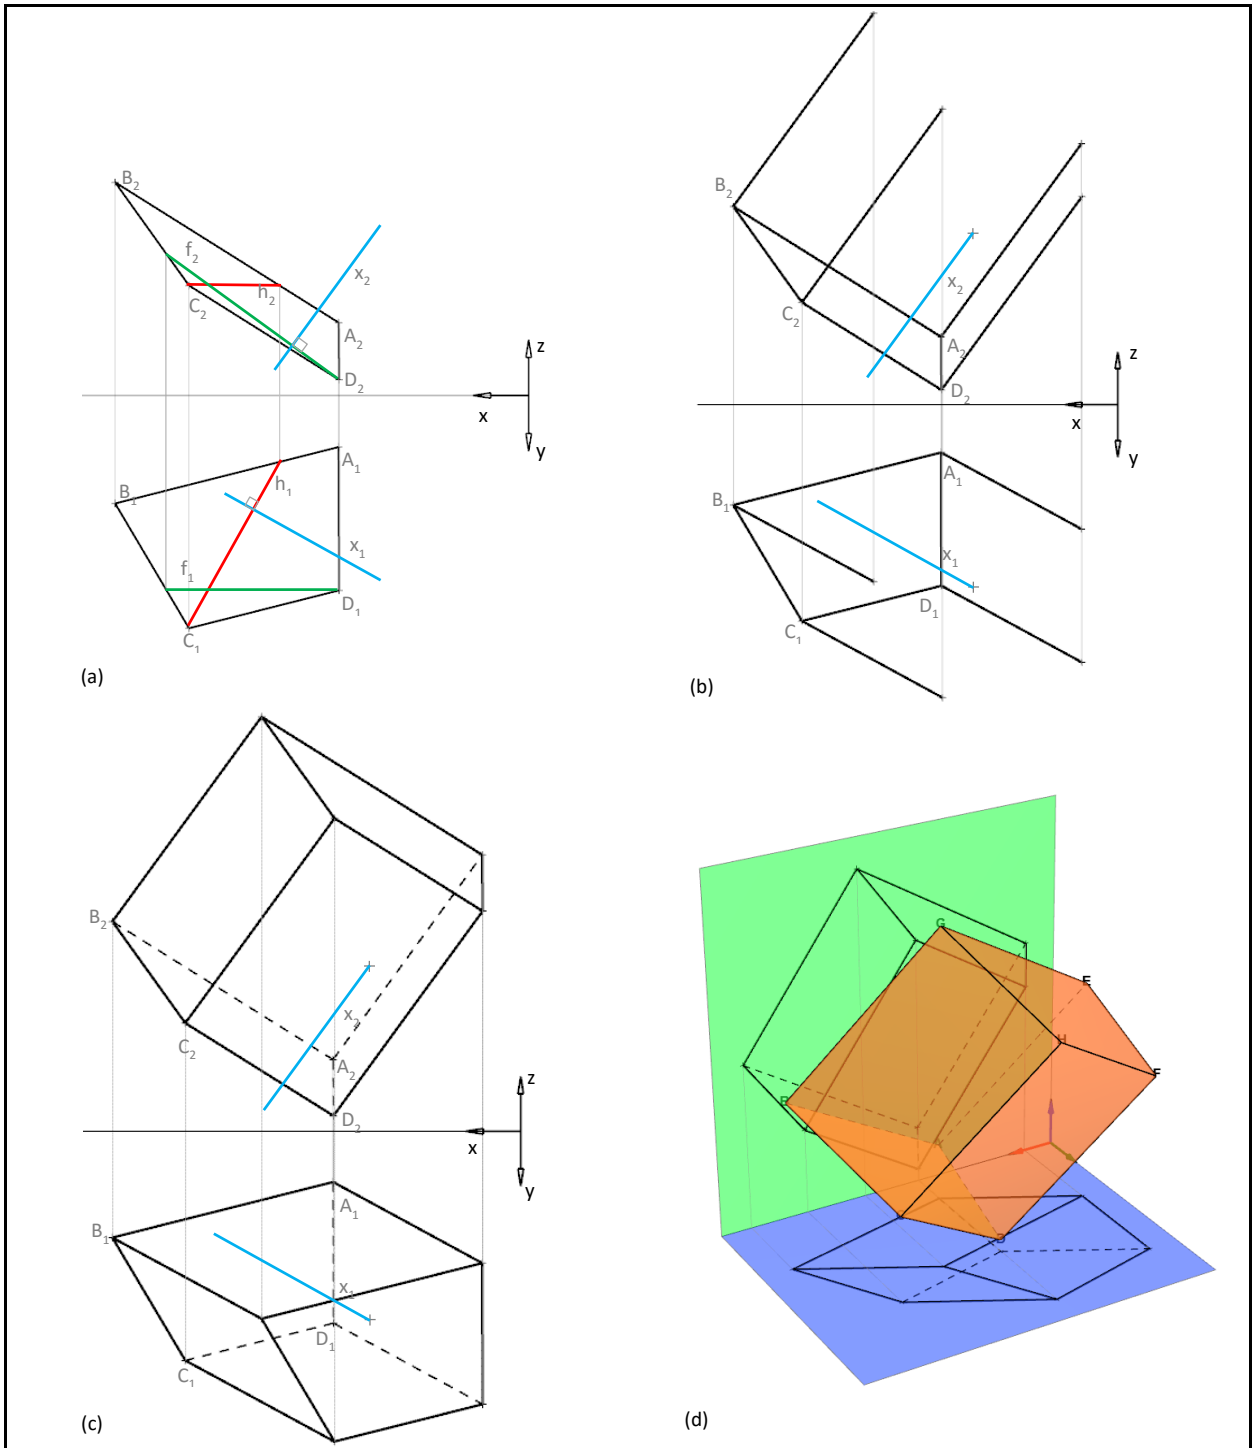 B₂
f₂
x₂
h₂
C₂
A₂
z
D₂
x
y
A₁
B₁
h₁
x₁
f₁
D₁
C₁
(a)
B₂
x₂
C₂
A₂
z
D₂
x
y
A₁
B₁
x₁
D₁
C₁
(b)
B₂
x₂
C₂
A₂
z
D₂
x
y
A₁
B₁
x₁
D₁
C₁
(c)
G
E
H
F
B
D
(d)